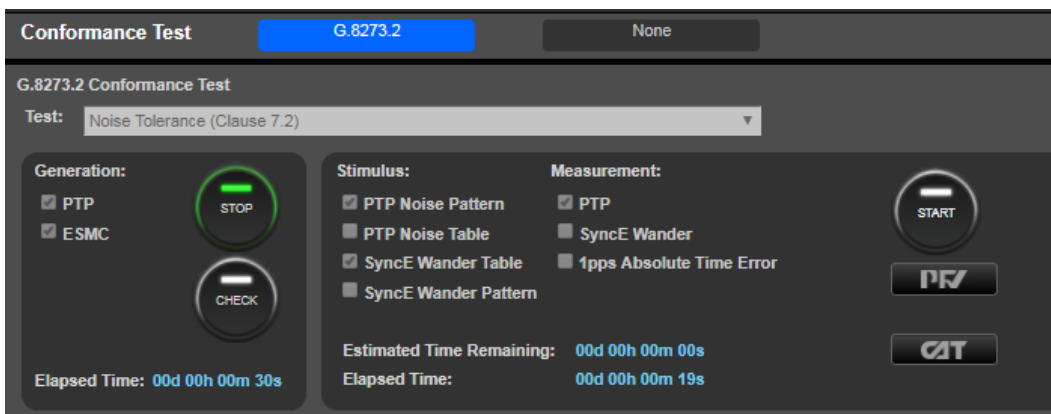 Conformance Test G.8273.2 None
G.8273.2 Conformance Test
Test: Noise Tolerance (Clause 7.2)
Generation:
PTP
ESMC
STOP
CHECK
Elapsed Time: 00d 00h 00m 30s
Stimulus:
PTP Noise Pattern
PTP Noise Table
SyncE Wander Table
SyncE Wander Pattern
Measurement:
PTP
SyncE Wander
1pps Absolute Time Error
Estimated Time Remaining: 00d 00h 00m 00s
Elapsed Time: 00d 00h 00m 19s
START
PFV
CAT